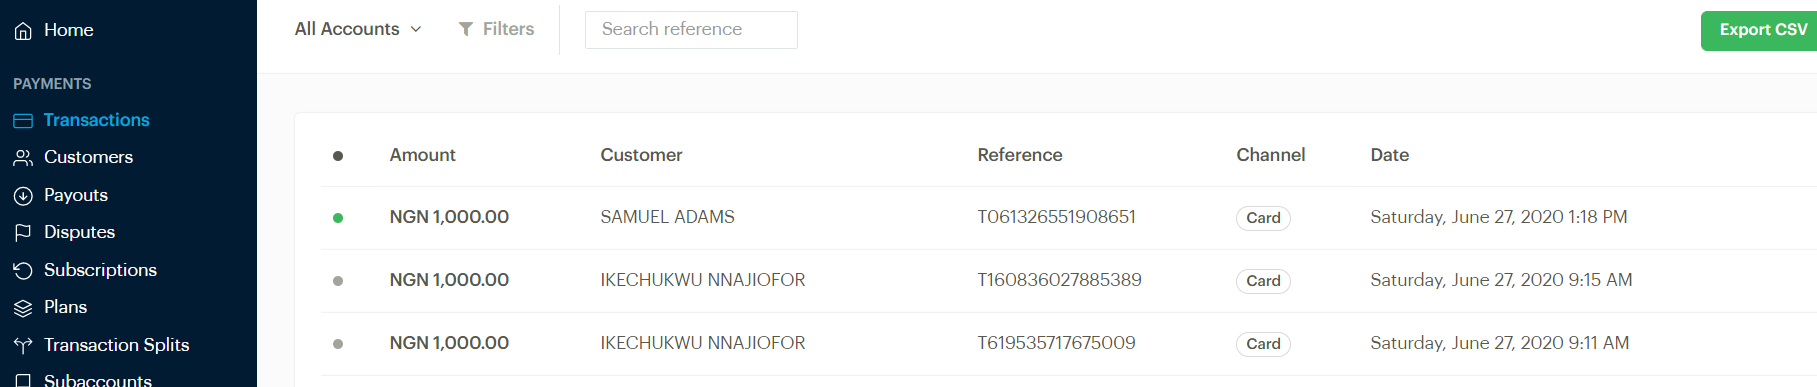 Home
All Accounts
Filters
Search reference
Export CSV
PAYMENTS
Transactions
Customers
Payouts
Disputes
Subscriptions
Plans
Transaction Splits
Subaccounts
Amount Customer Reference Channel Date
NGN 1,000.00 SAMUEL ADAMS T061326551908651 Card Saturday, June 27, 2020 1:18 PM
NGN 1,000.00 IKECHUKWU NNAJIOFOR T160836027885389 Card Saturday, June 27, 2020 9:15 AM
NGN 1,000.00 IKECHUKWU NNAJIOFOR T619535717675009 Card Saturday, June 27, 2020 9:11 AM